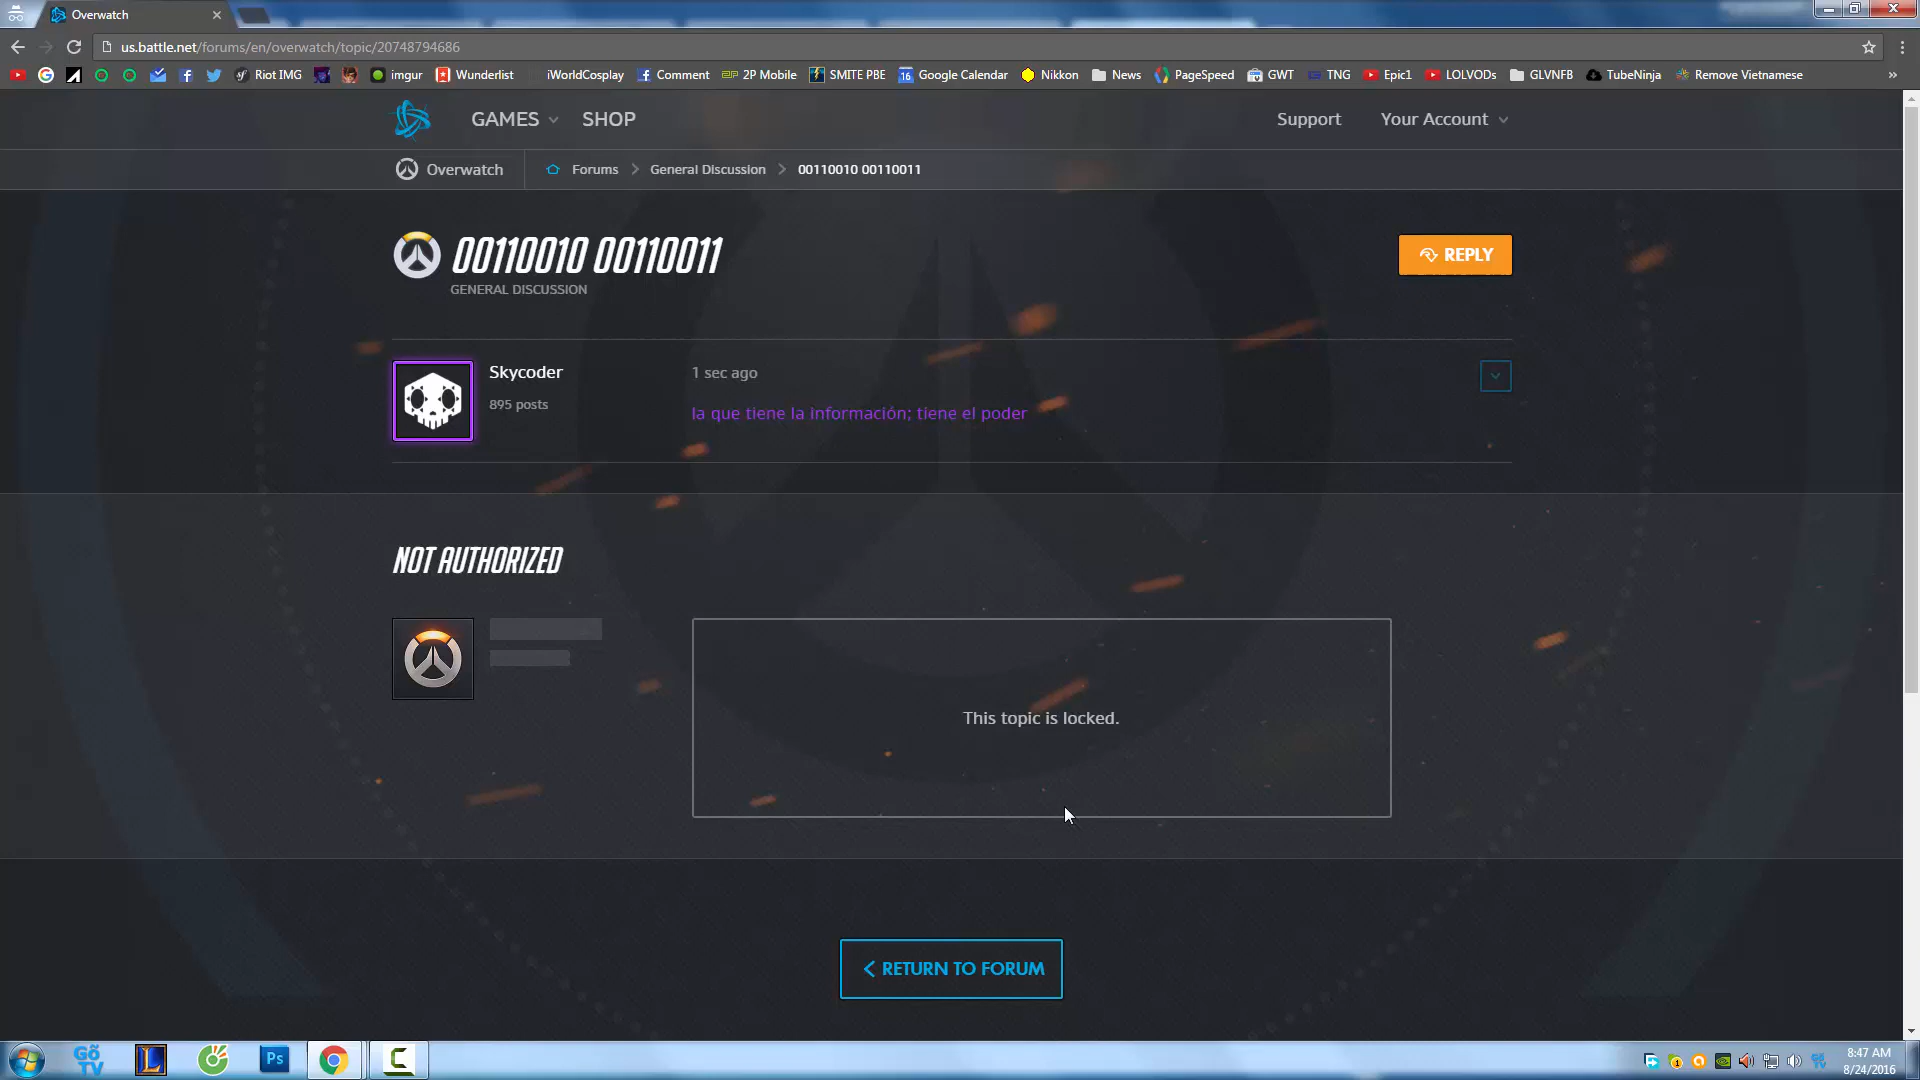 Overwatch
us.battle.net/forums/en/overwatch/topic/20748794686
Riot IMG
imgur
Wunderlist
iWorldCosplay
Comment
2P Mobile
SMITE PBE
16
Google Calendar
Nikkon
News
PageSpeed
GWT
TNG
Epic1
LOLVODs
GLVNFB
TubeNinja
Remove Vietnamese
»
GAMES
SHOP
Support
Your Account
Overwatch
Forums
General Discussion
00110010 00110011
00110010 00110011
GENERAL DISCUSSION
REPLY
Skycoder
895 posts
1 sec ago
la que tiene la información; tiene el poder
NOT AUTHORIZED
This topic is locked.
RETURN TO FORUM
GõTV
L
Ps
C
8:47 AM
8/24/2016